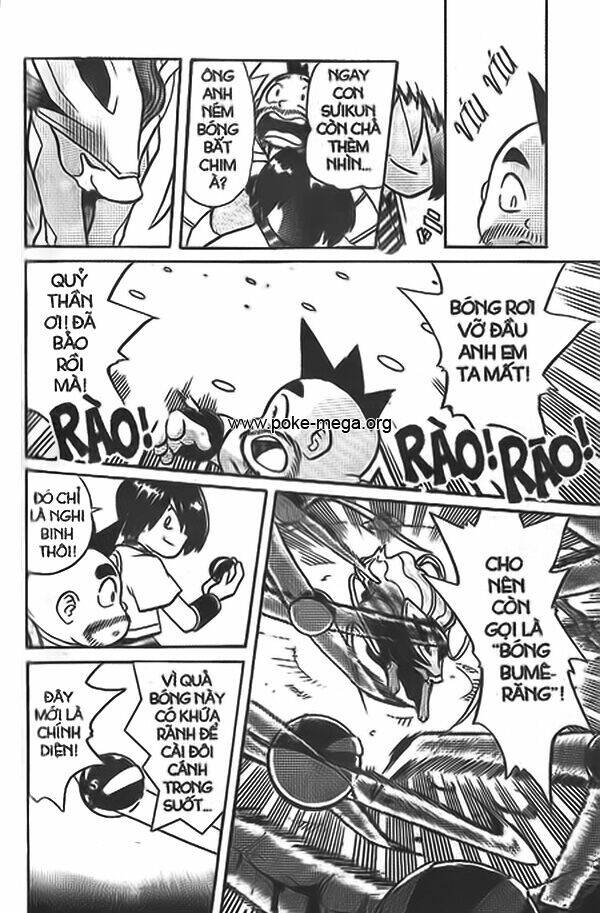 VÍU VÍU
NGAY
CON
SUIKUN
CÒN CHẢ
THÈM
NHÌN...
ÔNG
ANH
NÉM
BÓNG
BẮT
CHIM
À?
BÓNG RƠI
VỠ ĐẦU
ANH EM
TA MẤT!
QUỶ
THẦN
ƠI! ĐÃ
BẢO
RỒI
MÀ!
www.poke-mega.org
RÀO! RÀO!
RÀO!
ĐÓ CHỈ
LÀ NGHI
BINH
THÔI!
CHO
NÊN
CÒN
GỌI LÀ
"BÓNG
BUMÊ-
RĂNG"!
VÌ QUẢ
BÓNG NÀY
CÓ KHỨA
RÃNH ĐỂ
CÀI ĐÔI
CÁNH
TRONG
SUỐT...
ĐÂY
MỚI LÀ
CHÍNH
DIỆN!
S